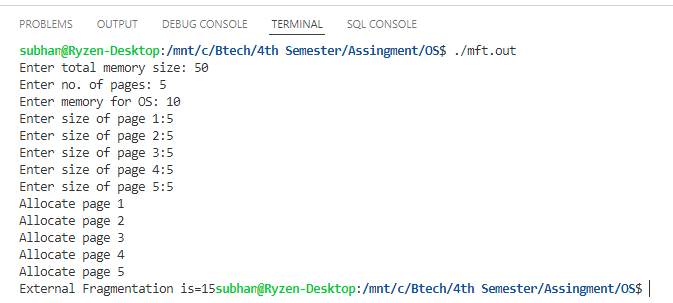 PROBLEMS OUTPUT DEBUG CONSOLE TERMINAL SQL CONSOLE
subhan@Ryzen-Desktop:/mnt/c/Btech/4th Semester/Assingment/OS$ ./mft.out
Enter total memory size: 50
Enter no. of pages: 5
Enter memory for OS: 10
Enter size of page 1:5
Enter size of page 2:5
Enter size of page 3:5
Enter size of page 4:5
Enter size of page 5:5
Allocate page 1
Allocate page 2
Allocate page 3
Allocate page 4
Allocate page 5
External Fragmentation is=15subhan@Ryzen-Desktop:/mnt/c/Btech/4th Semester/Assingment/OS$